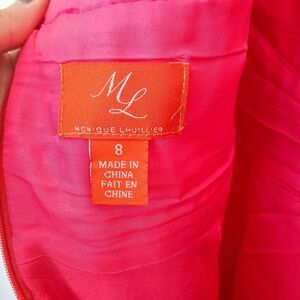 ML
MONIQUE LHUILLIER
8
MADE IN
CHINA
FAIT EN
CHINE